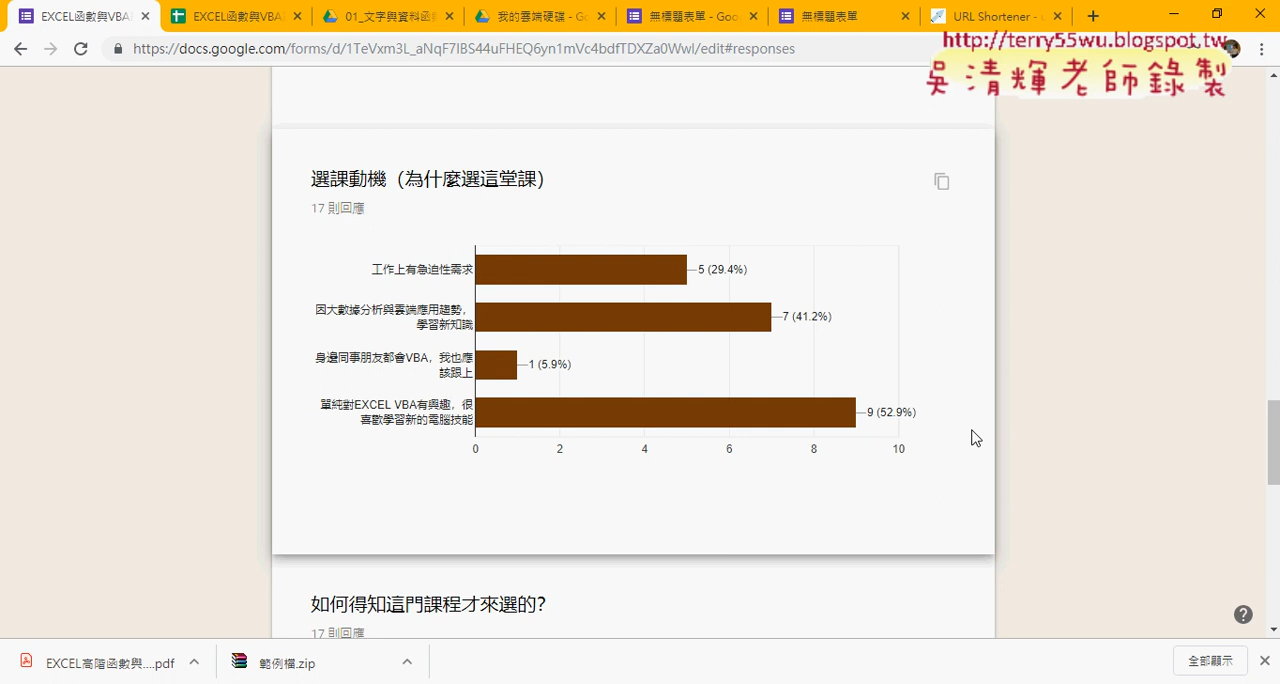 EXCEL函數與VBA
EXCEL函數與VBA
01_文字與資料函
我的雲端硬碟 - Go
無標題表單 - Goo
無標題表單
URL Shortener - u
https://docs.google.com/forms/d/1TeVxm3L_aNqF7IBS44uFHEQ6yn1mVc4bdfTDXZa0WwI/edit#responses
http://terry55wu.blogspot.tw
吳清輝老師錄製
選課動機（為什麼選這堂課）
17 則回應
工作上有急迫性需求
5 (29.4%)
因大數據分析與雲端應用趨勢，
學習新知識
7 (41.2%)
身邊同事朋友都會VBA，我也應
該跟上
1 (5.9%)
單純對EXCEL VBA有興趣，很
喜歡學習新的電腦技能
9 (52.9%)
0 2 4 6 8 10
如何得知這門課程才來選的?
17 則回應
EXCEL高階函數與....pdf
範例檔.zip
全部顯示